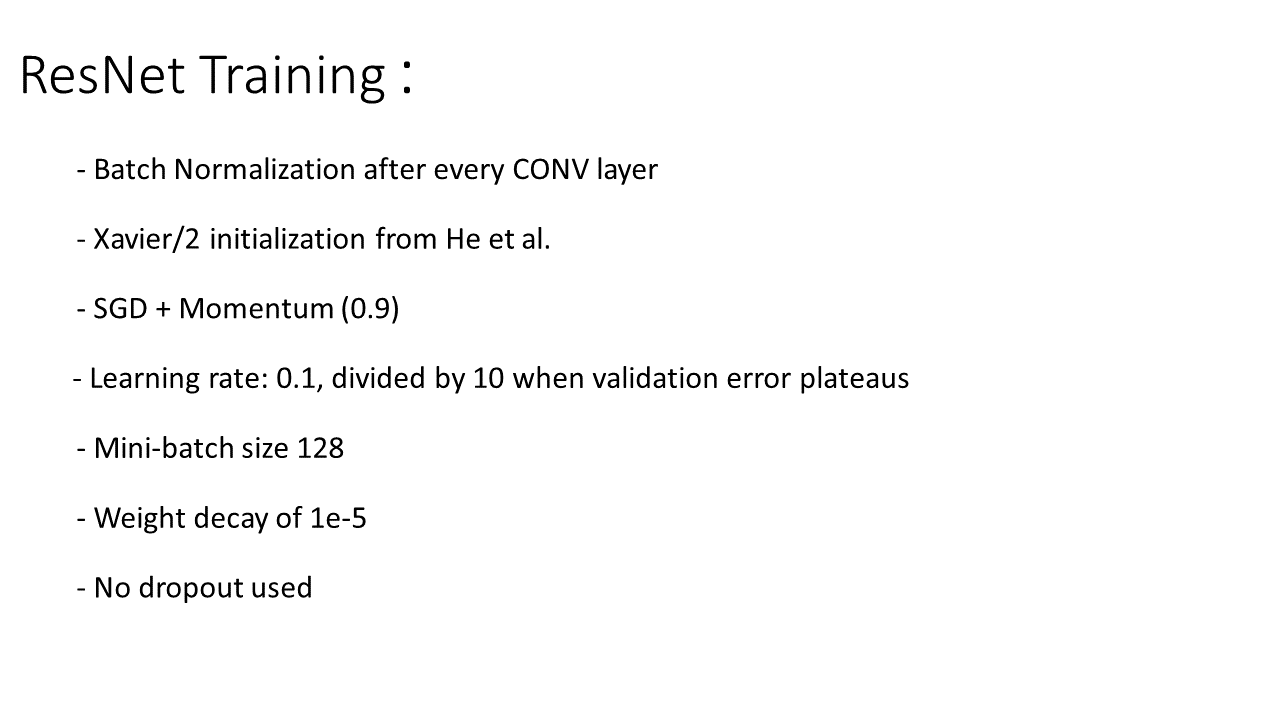 ResNet Training :
- Batch Normalization after every CONV layer
- Xavier/2 initialization from He et al.
- SGD + Momentum (0.9)
- Learning rate: 0.1, divided by 10 when validation error plateaus
- Mini-batch size 128
- Weight decay of 1e-5
- No dropout used